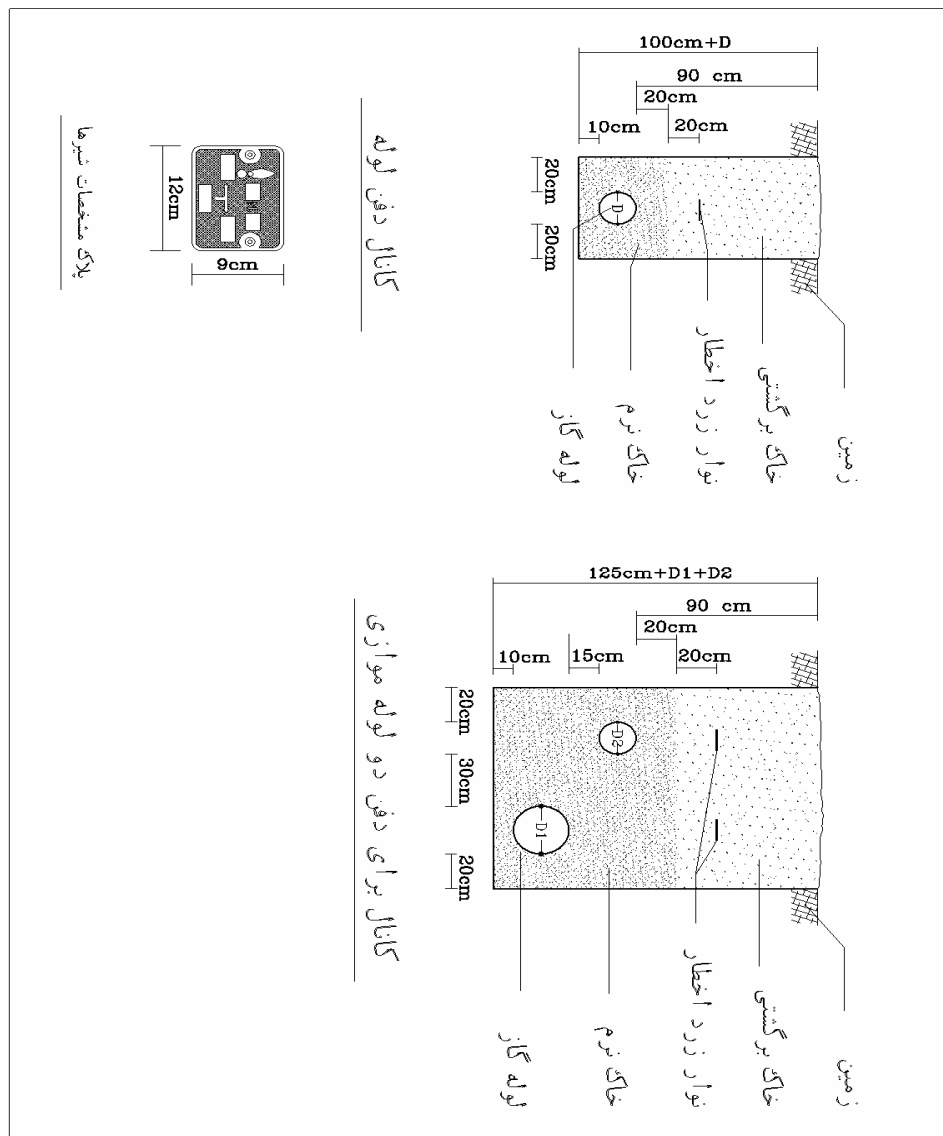 100cm+D
90 cm
20cm
10cm
20cm
20cm
20cm
D
زمین
خاک برگشتی
نوار زرد اخطار
خاک نرم
لوله گاز
کانال دفن لوله
12cm
9cm
پلاک مشخصات شیرها
125cm+D1+D2
90 cm
20cm
10cm
15cm
20cm
20cm
30cm
20cm
D2
D1
زمین
خاک برگشتی
نوار زرد اخطار
خاک نرم
لوله گاز
کانال برای دفن دو لوله موازی